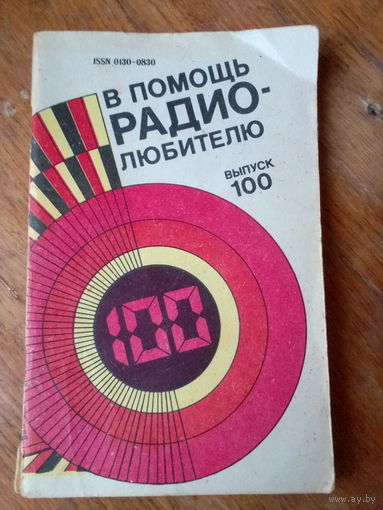 ISSN 0130-0830
В ПОМОЩЬ
РАДИО-
ЛЮБИТЕЛЮ
ВЫПУСК
100
100
www.ay.by